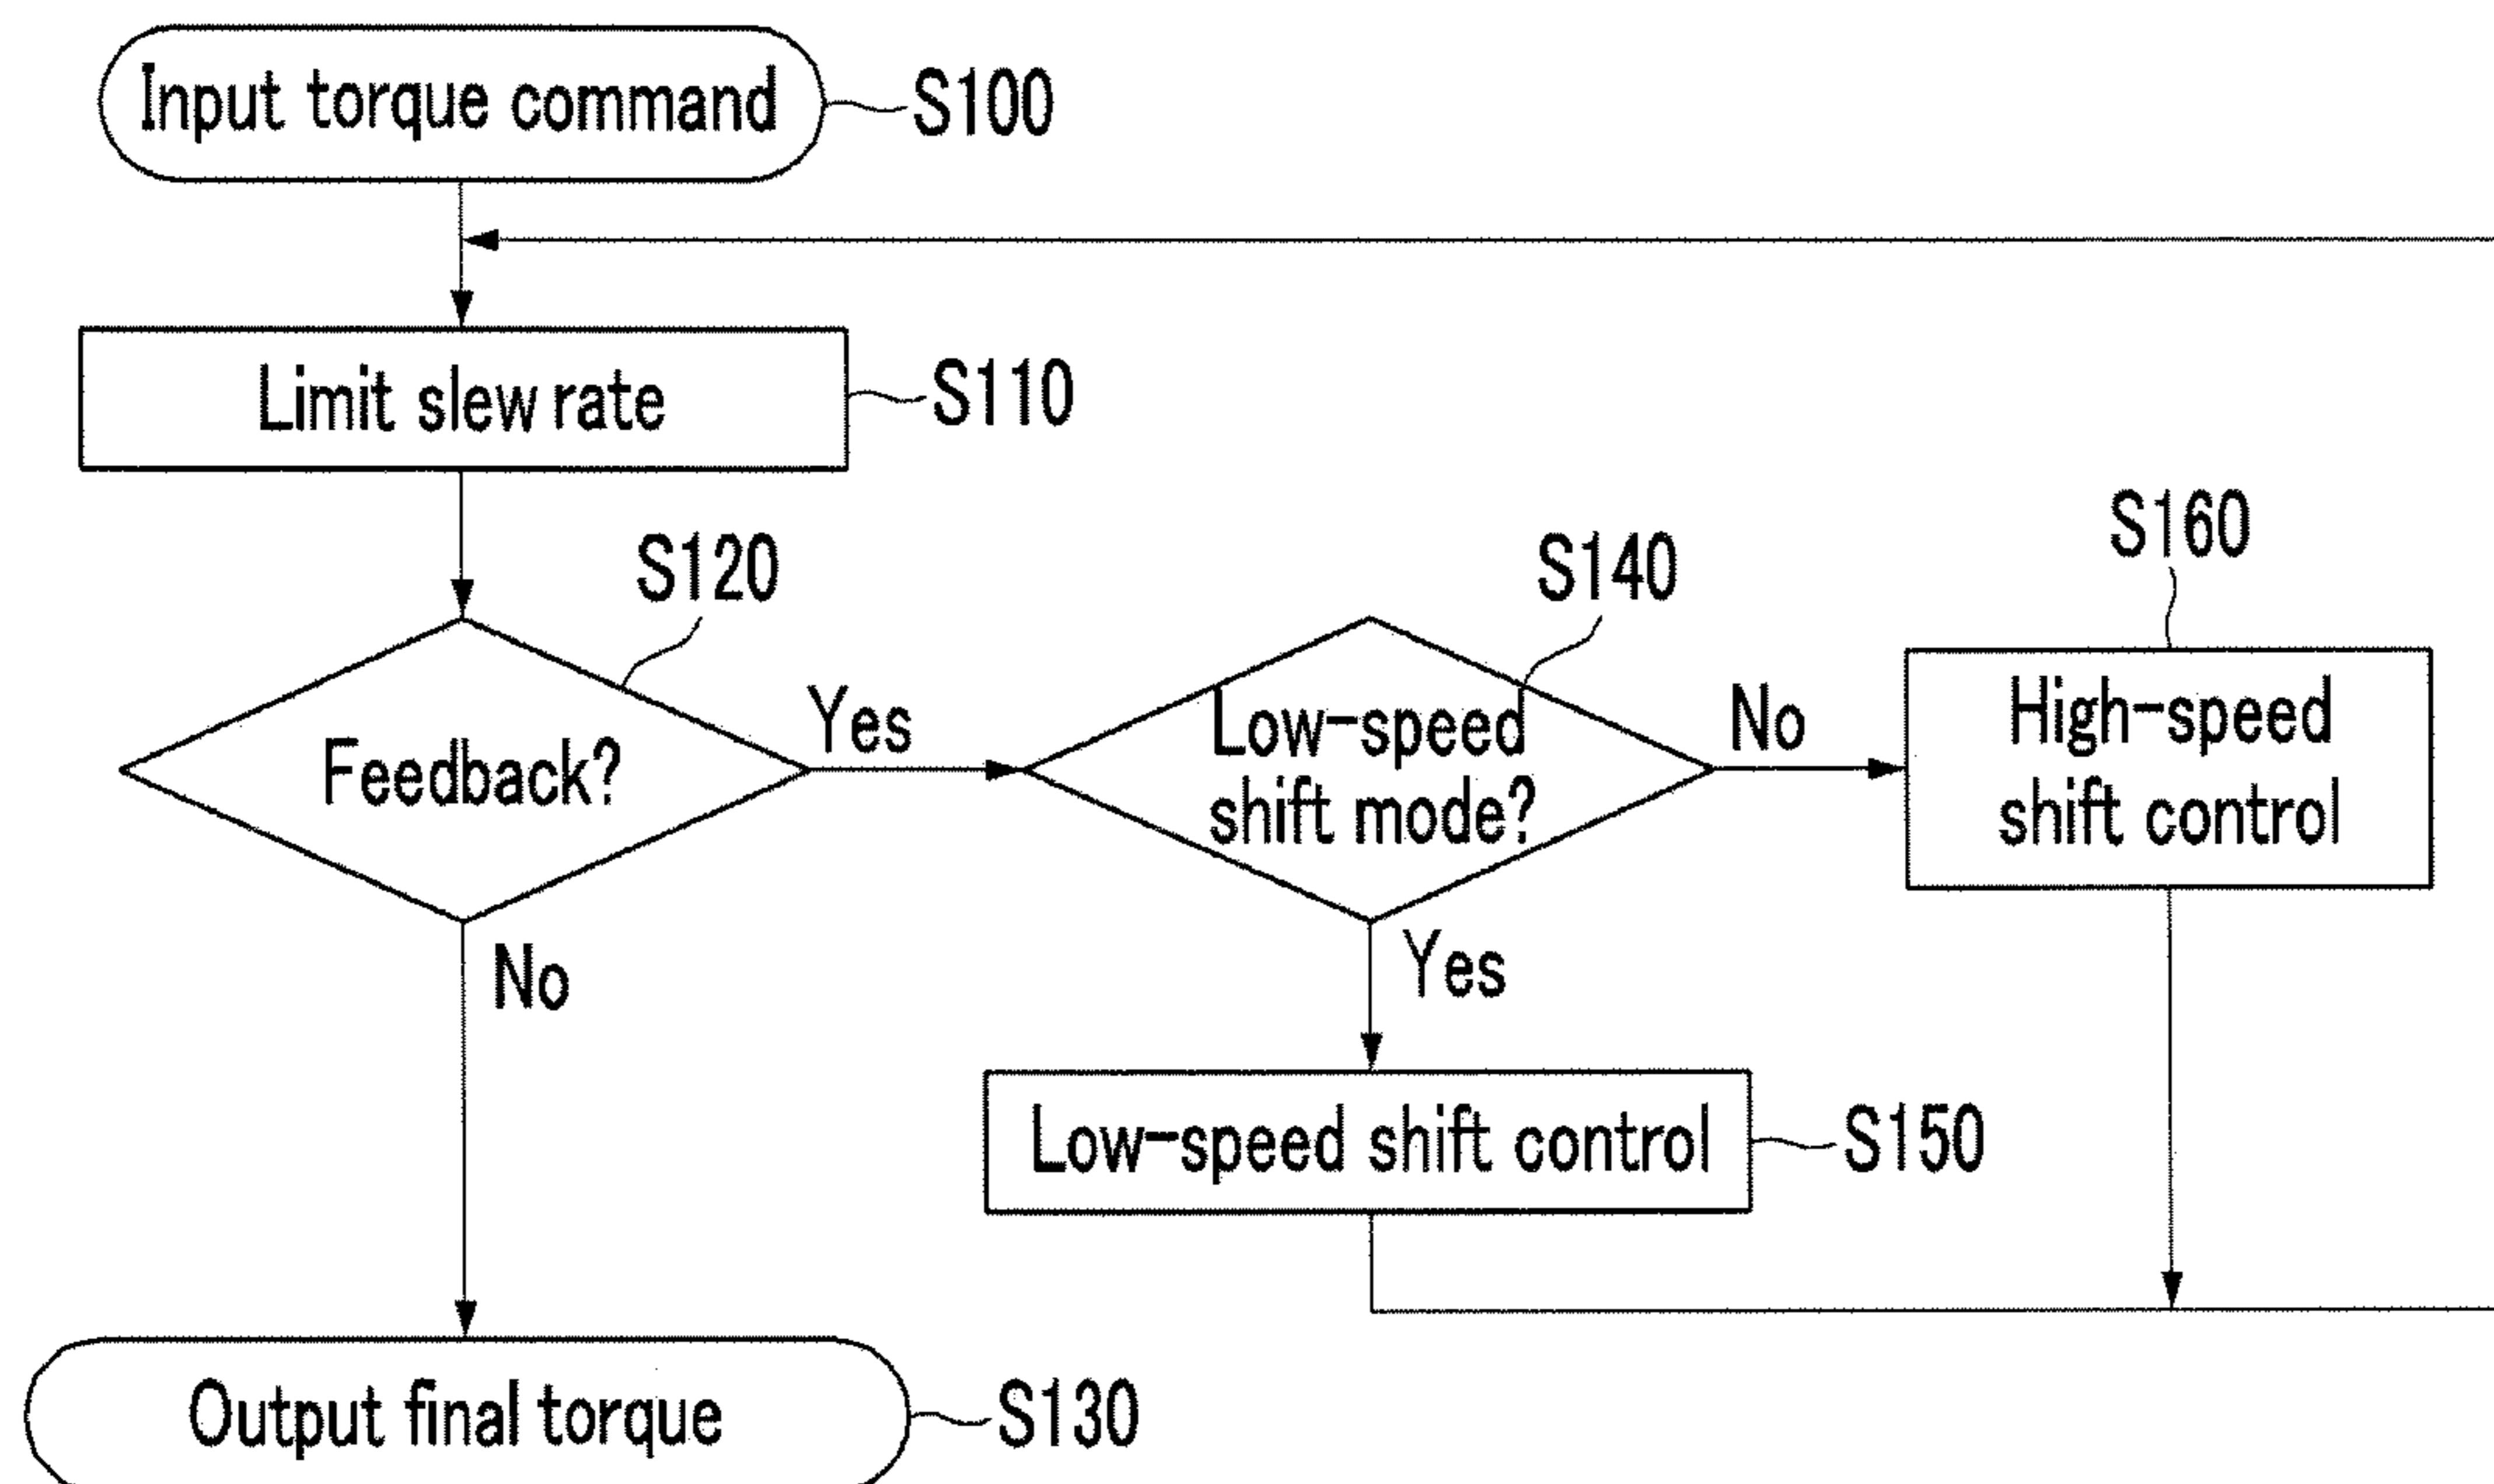 Input torque command
S100
Limit slew rate
S110
S120
S140
S160
Feedback?
Yes
Low-speed
shift mode?
No
High-speed
shift control
No
Yes
Low-speed shift control
S150
Output final torque
S130